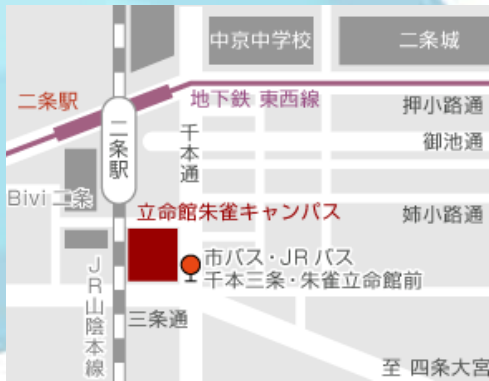 中京中学校
二条城
二条駅
地下鉄 東西線
押小路通
千本通
御池通
二条駅
Bivi 二条
立命館朱雀キャンパス
姉小路通
市バス・JR バス
千本三条・朱雀立命館前
JR山陰本線
三条通
至 四条大宮